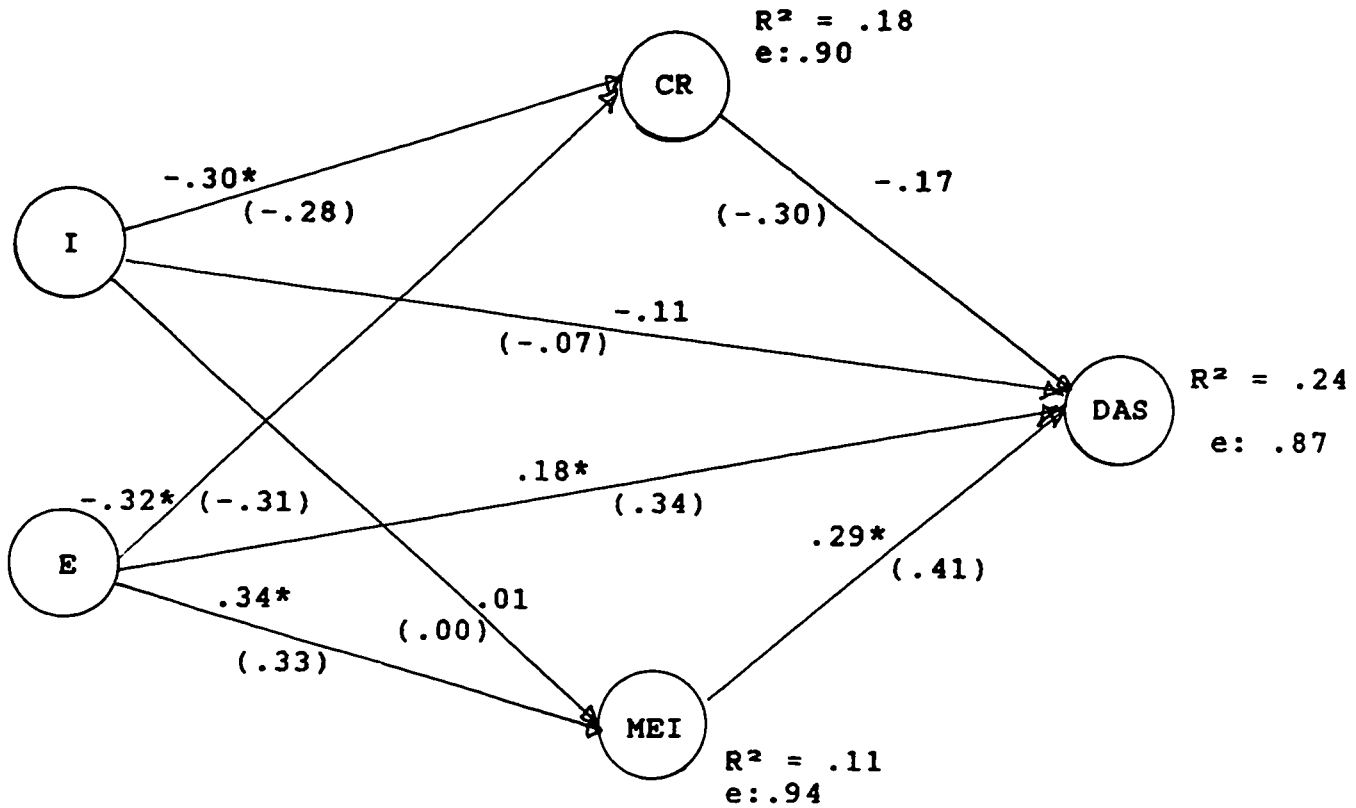 R² = .18
e:.90
CR
-.30*
(-.28)
-.17
(-.30)
I
-.11
(-.07)
R² = .24
DAS
e: .87
.18*
-.32* (-.31)
(.34)
.29*
E
(.41)
.34*
.01
(.00)
(.33)
MEI
R² = .11
e:.94